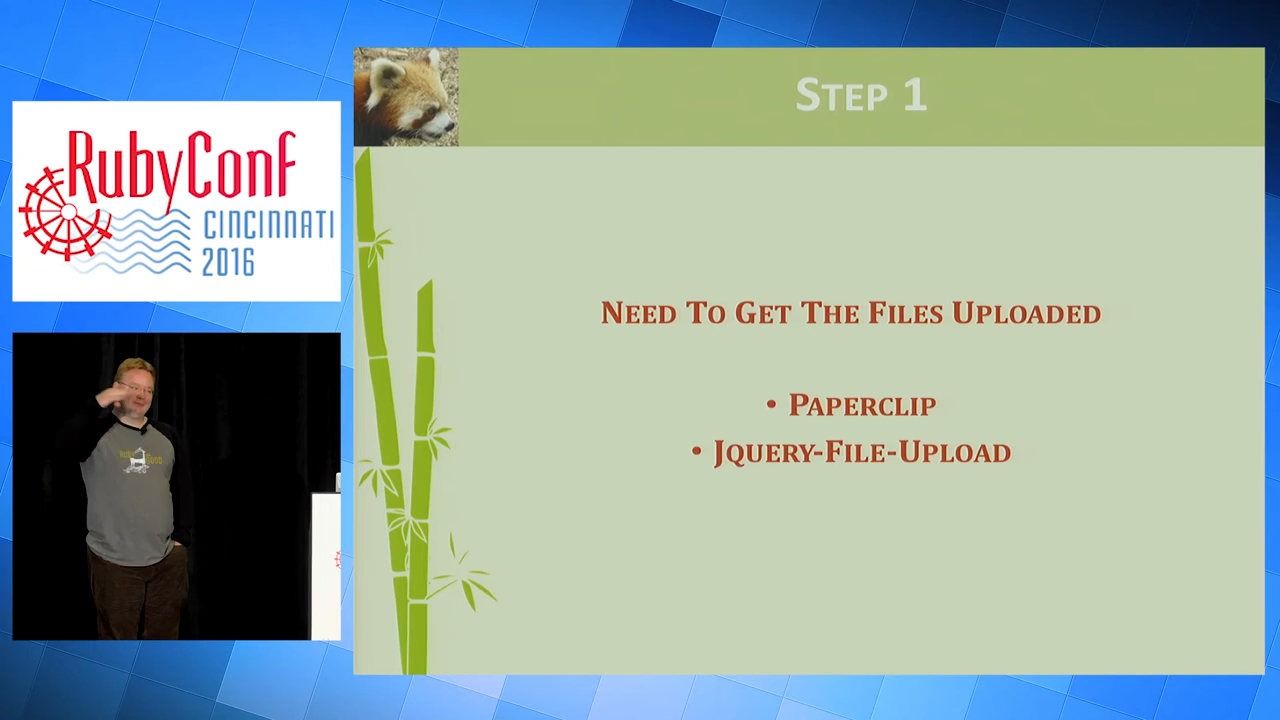 RubyConf
CINCINNATI
2016
STEP 1
NEED TO GET THE FILES UPLOADED
• PAPERCLIP
• JQUERY-FILE-UPLOAD